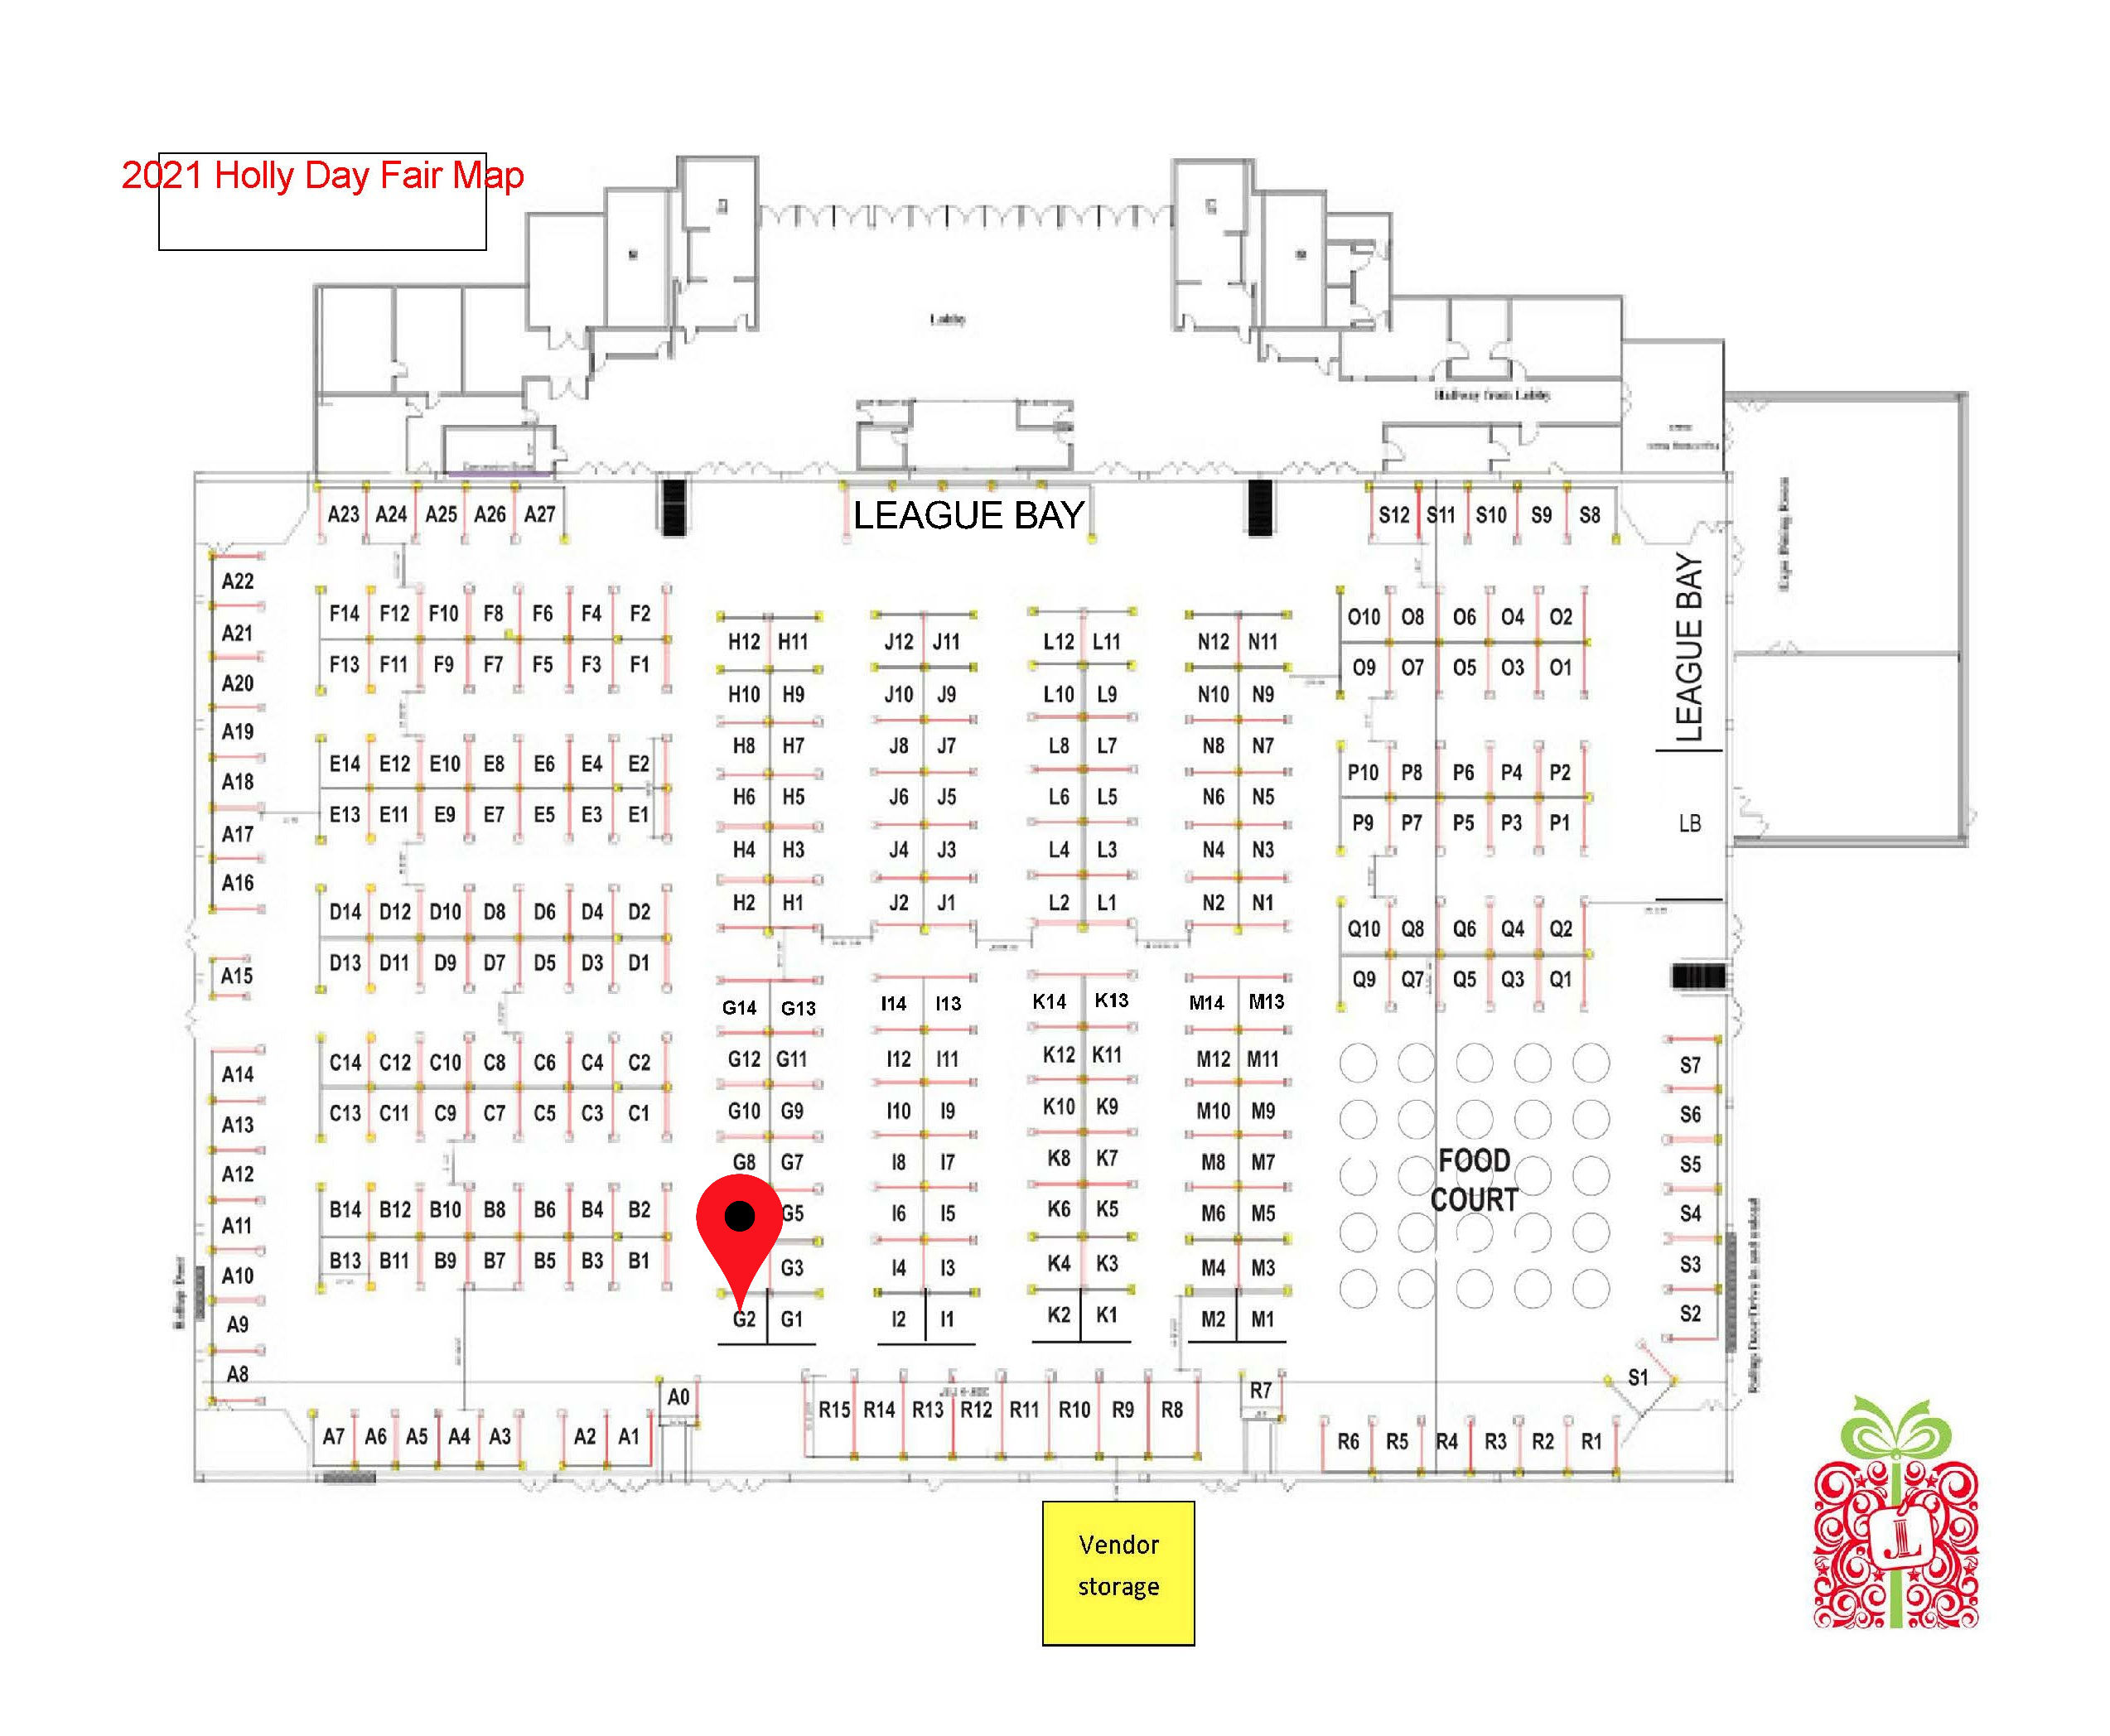 2021 Holly Day Fair Map
Lobby
Hallway from Lobby
LEAGUE BAY
A23 A24 A25 A26 A27
S12 S11 S10 S9 S8
A22
A21
A20
A19
A18
A17
A16
A15
A14
A13
A12
A11
A10
A9
A8
F14 F12 F10 F8 F6 F4 F2
F13 F11 F9 F7 F5 F3 F1
E14 E12 E10 E8 E6 E4 E2
E13 E11 E9 E7 E5 E3 E1
D14 D12 D10 D8 D6 D4 D2
D13 D11 D9 D7 D5 D3 D1
C14 C12 C10 C8 C6 C4 C2
C13 C11 C9 C7 C5 C3 C1
B14 B12 B10 B8 B6 B4 B2
B13 B11 B9 B7 B5 B3 B1
H12 H11
H10 H9
H8 H7
H6 H5
H4 H3
H2 H1
G14 G13
G12 G11
G10 G9
G8 G7
G5
G3
G2 G1
J12 J11
J10 J9
J8 J7
J6 J5
J4 J3
J2 J1
I14 I13
I12 I11
I10 I9
I8 I7
I6 I5
I4 I3
I2 I1
L12 L11
L10 L9
L8 L7
L6 L5
L4 L3
L2 L1
K14 K13
K12 K11
K10 K9
K8 K7
K6 K5
K4 K3
K2 K1
N12 N11
N10 N9
N8 N7
N6 N5
N4 N3
N2 N1
M14 M13
M12 M11
M10 M9
M8 M7
M6 M5
M4 M3
M2 M1
O10 O8 O6 O4 O2
O9 O7 O5 O3 O1
P10 P8 P6 P4 P2
P9 P7 P5 P3 P1
Q10 Q8 Q6 Q4 Q2
Q9 Q7 Q5 Q3 Q1
LEAGUE BAY
LB
FOOD
COURT
S7
S6
S5
S4
S3
S2
S1
A7 A6 A5 A4 A3 A2 A1
A0
R15 R14 R13 R12 R11 R10 R9 R8
R7
R6 R5 R4 R3 R2 R1
Vendor
storage
JL